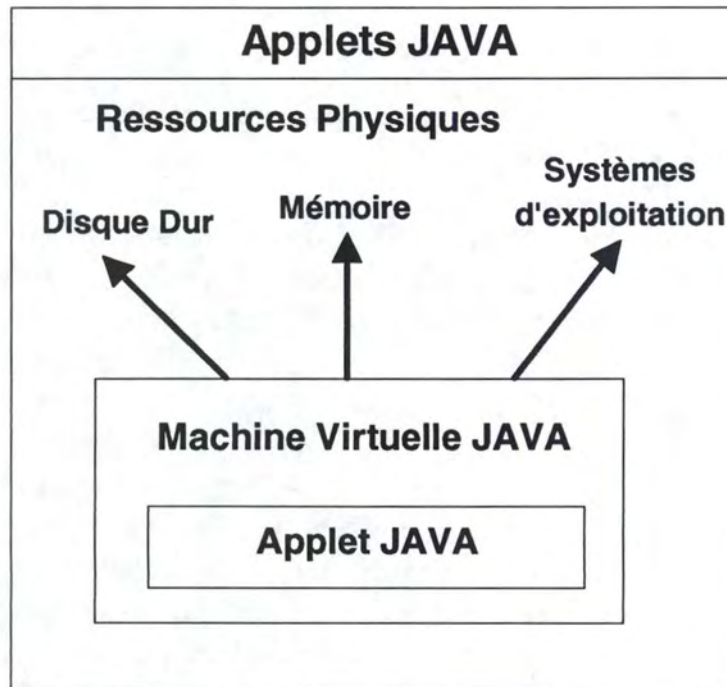 Applets JAVA
Ressources Physiques
Disque Dur
Mémoire
Systèmes
d'exploitation
Machine Virtuelle JAVA
Applet JAVA